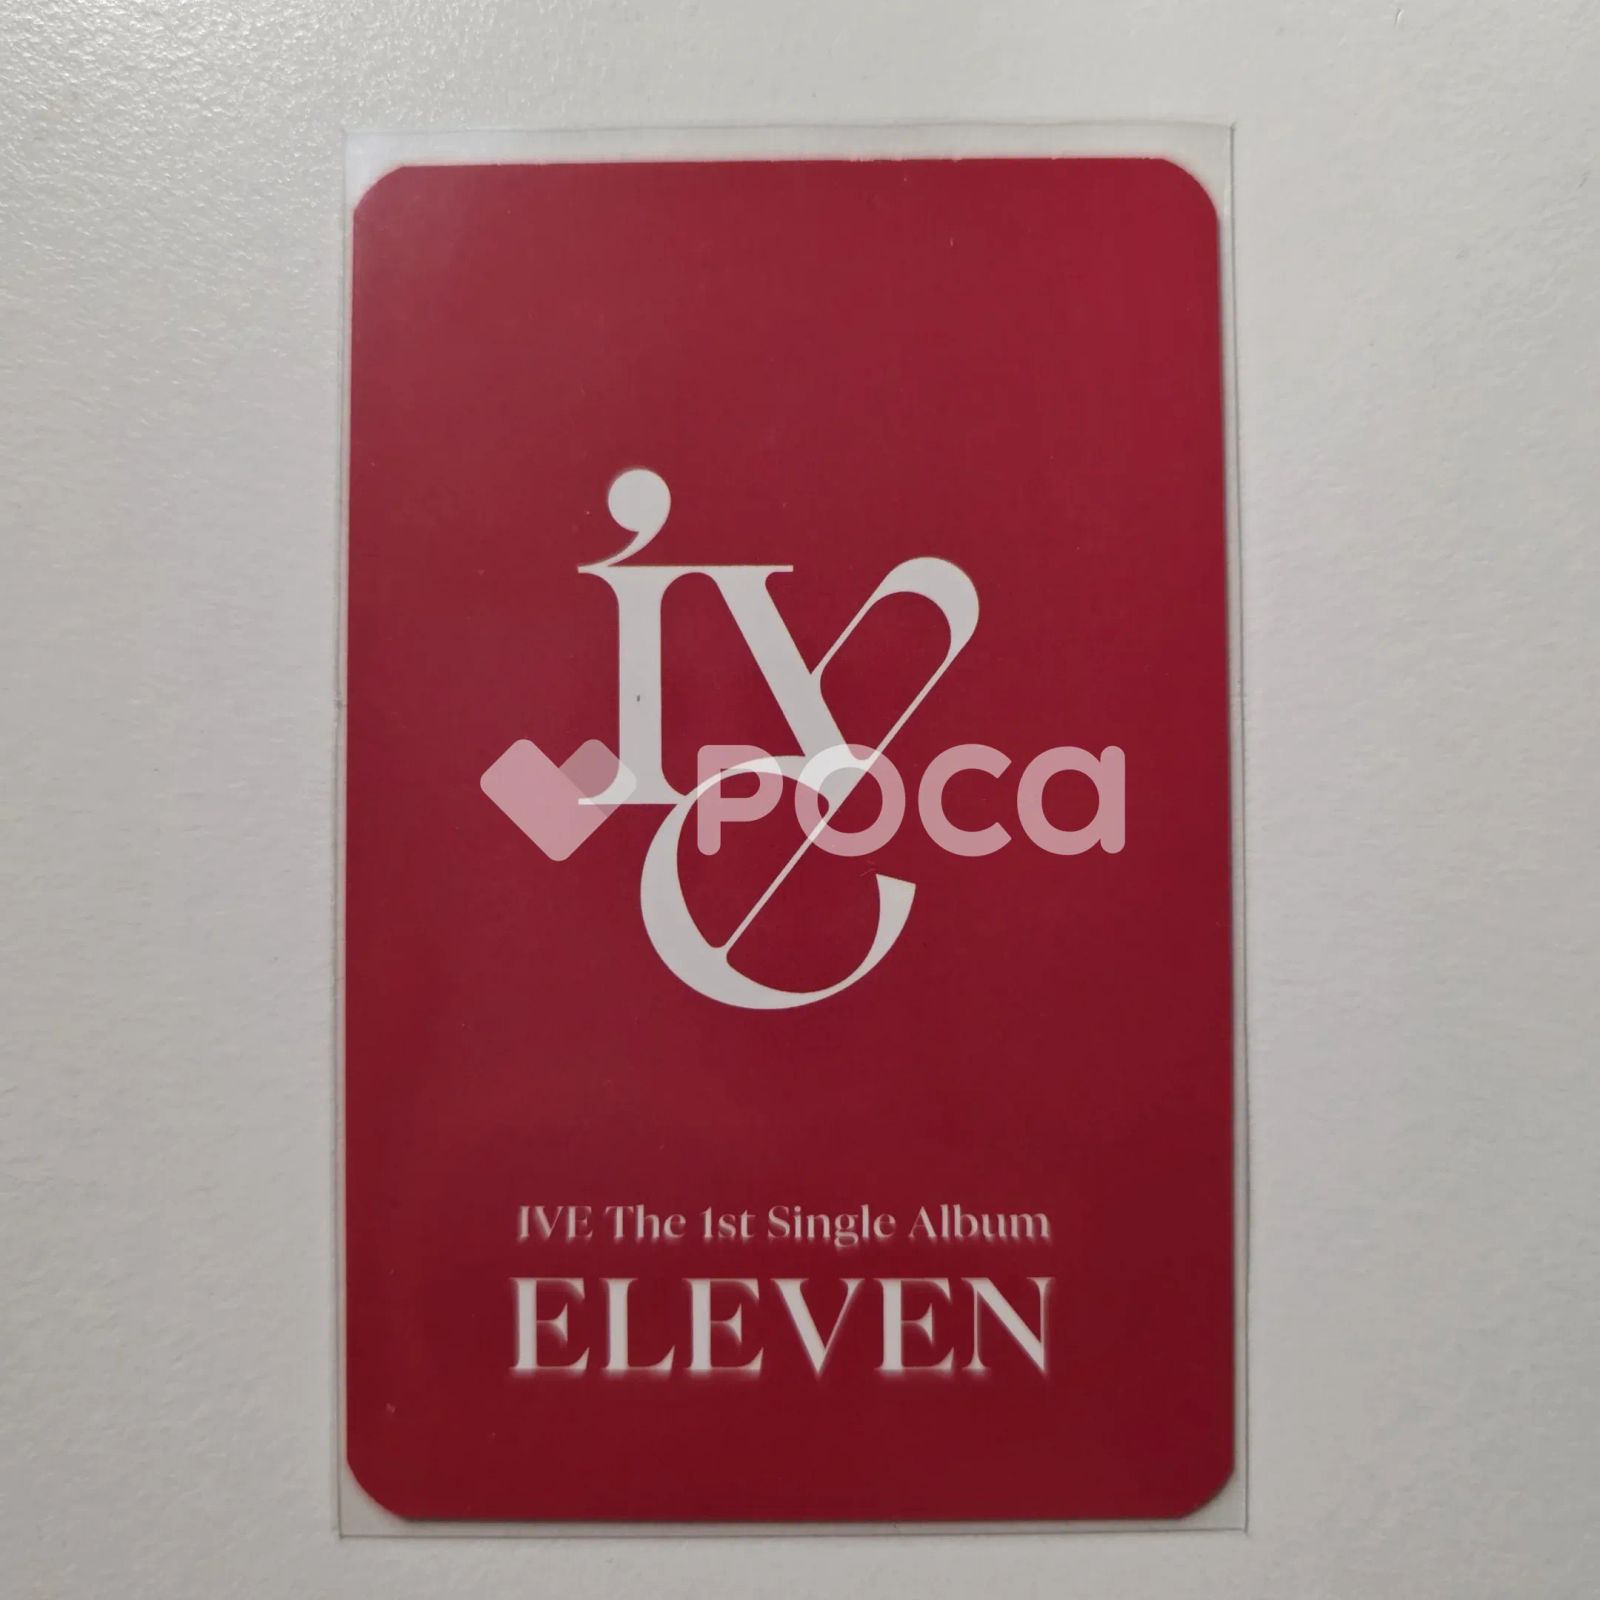 IVE
POCA
IVE The 1st Single Album
ELEVEN